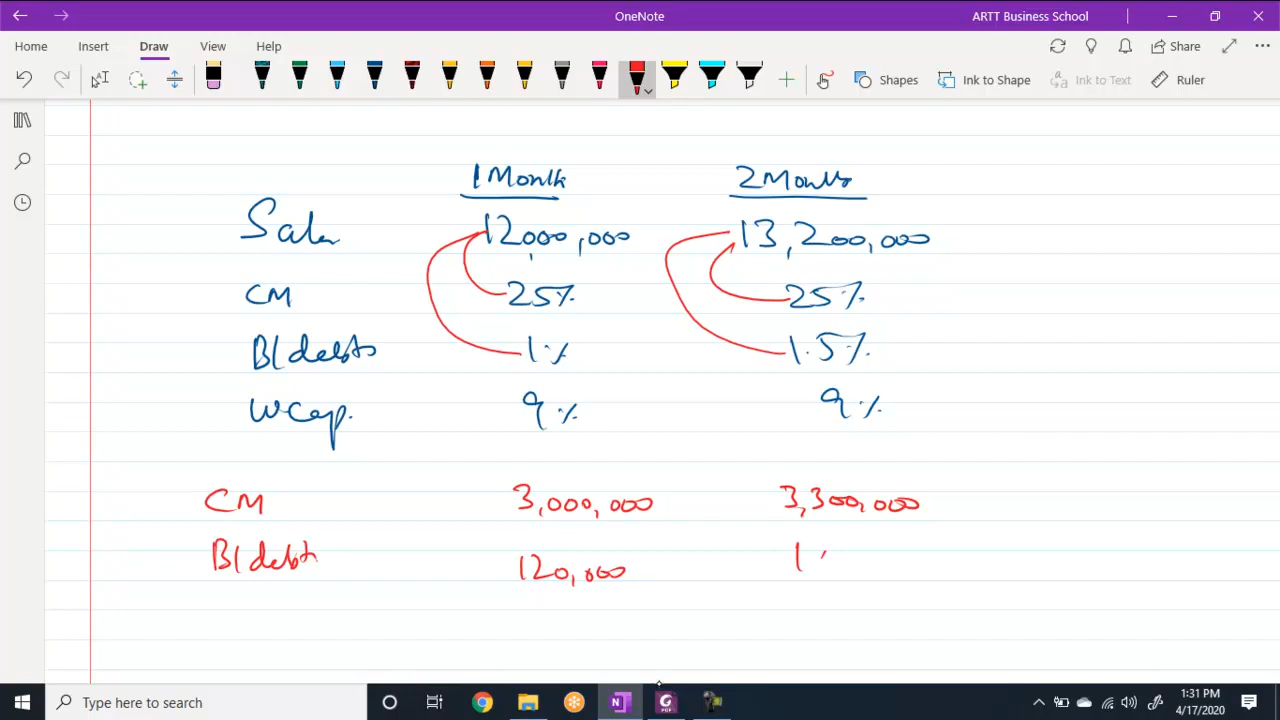 OneNote
ARTT Business School
Home Insert Draw View Help
Share
Shapes Ink to Shape Ink to Text Ruler
1 Month 2 Months
Sales 12,000,000 13,200,000
CM 25% 25%
B/debts 1% 1.5%
W Cap. 9% 9%
CM 3,000,000 3,300,000
B/debts 120,000 1
Type here to search
1:31 PM
4/17/2020